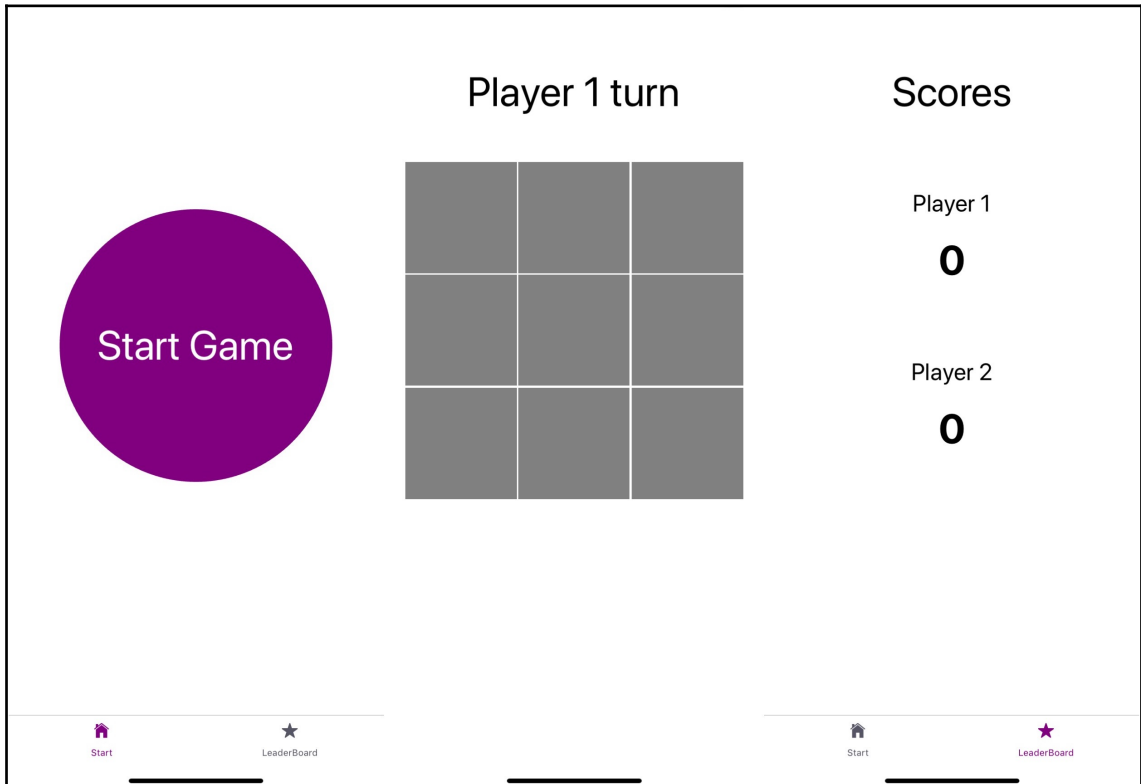 Start Game
Start
LeaderBoard
Player 1 turn
Scores
Player 1
0
Player 2
0
Start
LeaderBoard